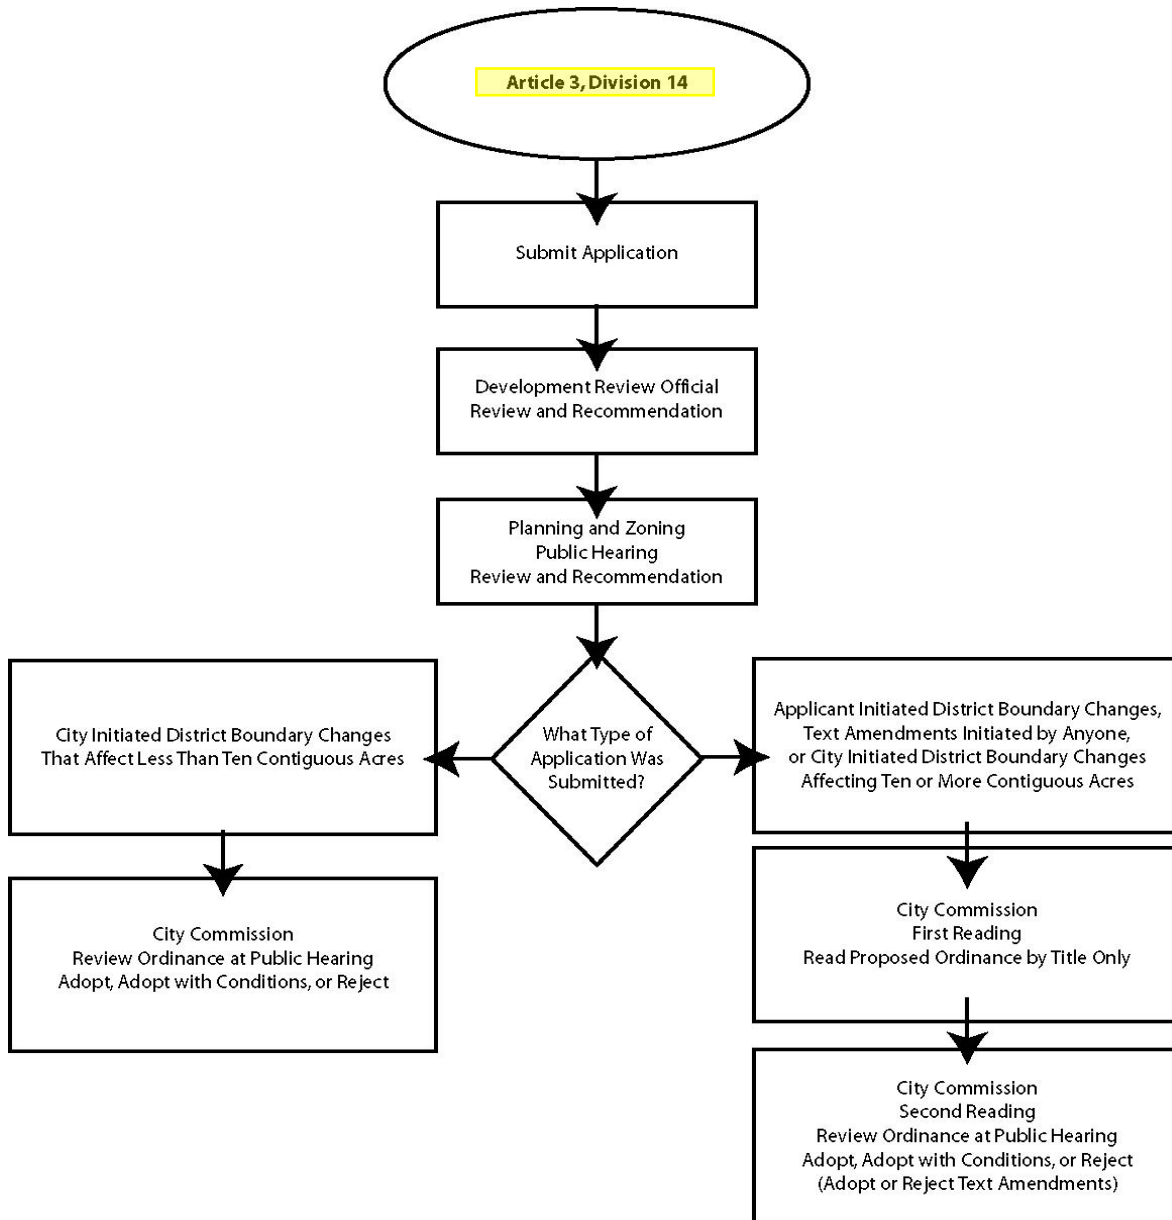 Article 3, Division 14
Submit Application
Development Review Official
Review and Recommendation
Planning and Zoning
Public Hearing
Review and Recommendation
What Type of
Application Was
Submitted?
City Initiated District Boundary Changes
That Affect Less Than Ten Contiguous Acres
City Commission
Review Ordinance at Public Hearing
Adopt, Adopt with Conditions, or Reject
Applicant Initiated District Boundary Changes,
Text Amendments Initiated by Anyone,
or City Initiated District Boundary Changes
Affecting Ten or More Contiguous Acres
City Commission
First Reading
Read Proposed Ordinance by Title Only
City Commission
Second Reading
Review Ordinance at Public Hearing
Adopt, Adopt with Conditions, or Reject
(Adopt or Reject Text Amendments)